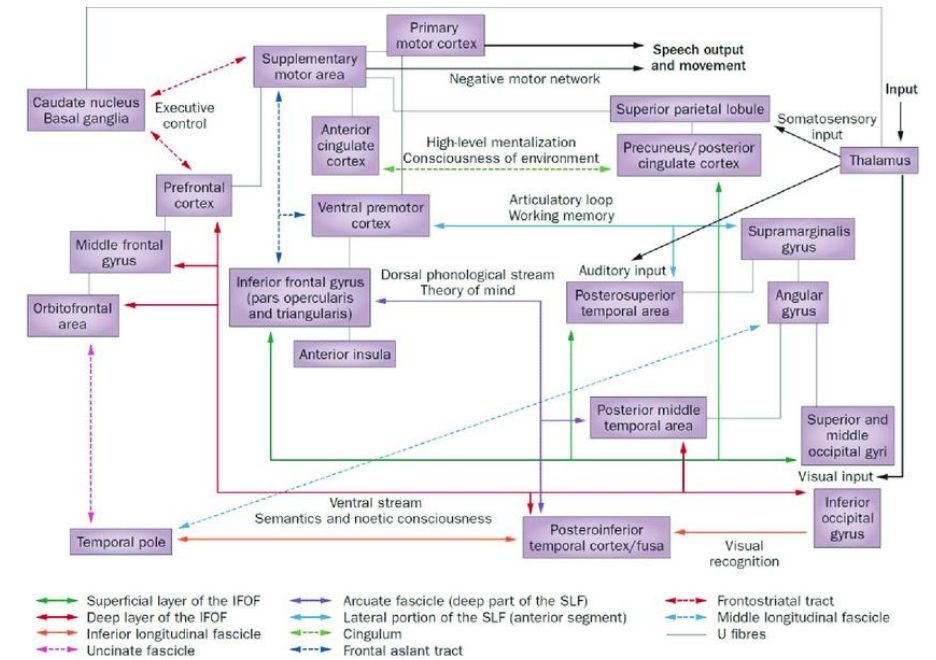 Primary
motor cortex
Supplementary
motor area
Speech output
and movement
Negative motor network
Input
Caudate nucleus
Basal ganglia
Executive
control
Superior parietal lobule
Somatosensory
input
Anterior
cingulate
cortex
High-level mentalization
Consciousness of environment
Precuneus/posterior
cingulate cortex
Thalamus
Prefrontal
cortex
Ventral premotor
cortex
Articulatory loop
Working memory
Supramarginalis
gyrus
Middle frontal
gyrus
Auditory input
Inferior frontal gyrus
(pars opercularis
and triangularis)
Dorsal phonological stream
Theory of mind
Posterosuperior
temporal area
Angular
gyrus
Orbitofrontal
area
Anterior insula
Posterior middle
temporal area
Superior and
middle
occipital gyri
Visual input
Ventral stream
Semantics and noetic consciousness
Inferior
occipital
gyrus
Temporal pole
Posteroinferior
temporal cortex/fusa
Visual
recognition
Superficial layer of the IFOF
Deep layer of the IFOF
Inferior longitudinal fascicle
Uncinate fascicle
Arcuate fascicle (deep part of the SLF)
Lateral portion of the SLF (anterior segment)
Cingulum
Frontal aslant tract
Frontostriatal tract
Middle longitudinal fascicle
U fibres